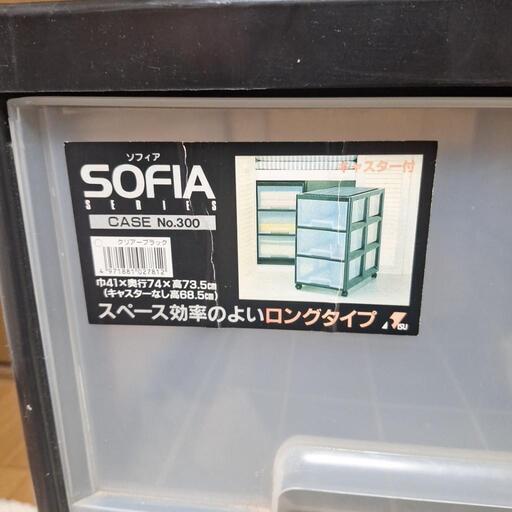 ソフィア
SOFIA
SERIES
CASE No.300
クリアーブラック
4 971881 027812
巾41×奥行74×高73.5㎝
(キャスターなし高68.5㎝)
キャスター付
スペース効率のよいロングタイプ